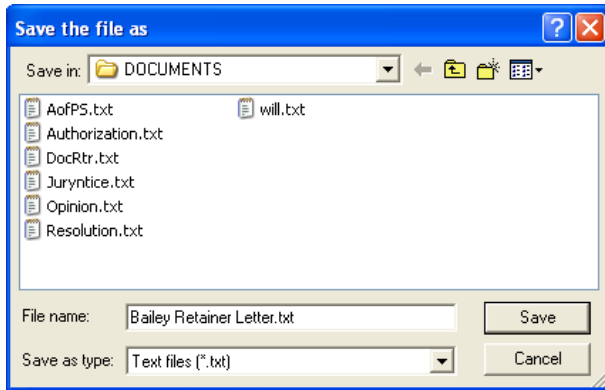 Save the file as
Save in: DOCUMENTS
AofPS.txt
Authorization.txt
DocRtr.txt
Juryntice.txt
Opinion.txt
Resolution.txt
will.txt
File name: Bailey Retainer Letter.txt Save
Save as type: Text files (*.txt) Cancel